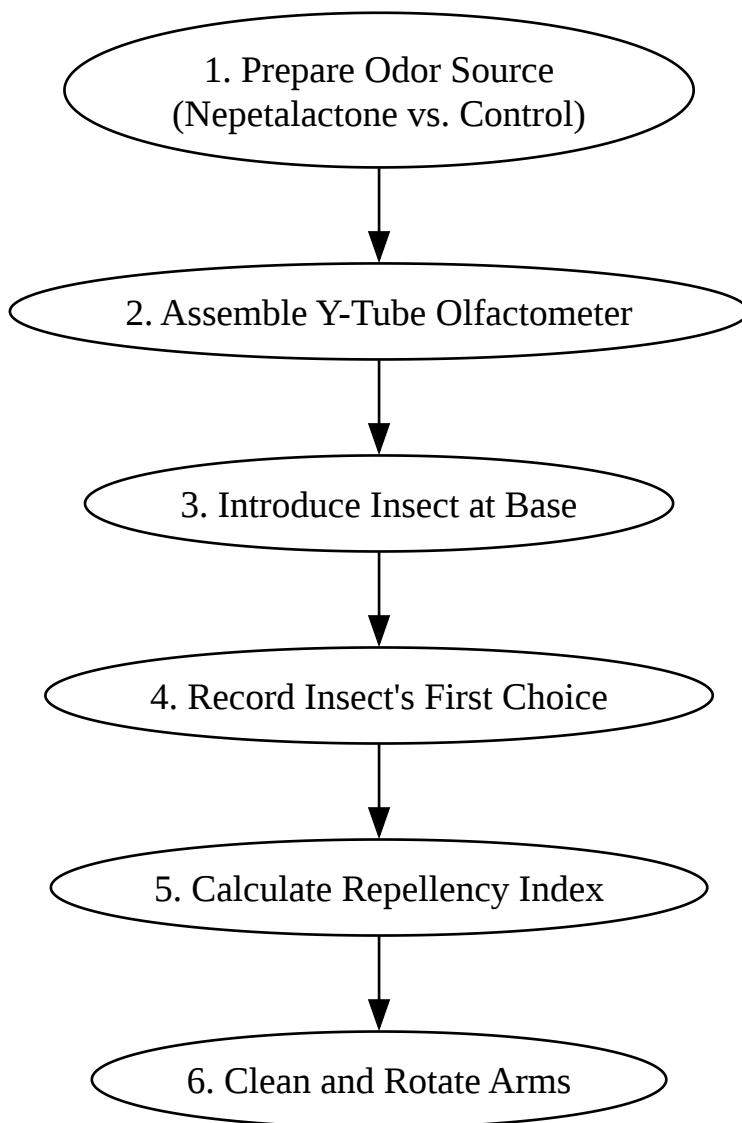 1. Prepare Odor Source
(Nepetalactone vs. Control)
2. Assemble Y-Tube Olfactometer
3. Introduce Insect at Base
4. Record Insect's First Choice
5. Calculate Repellency Index
6. Clean and Rotate Arms